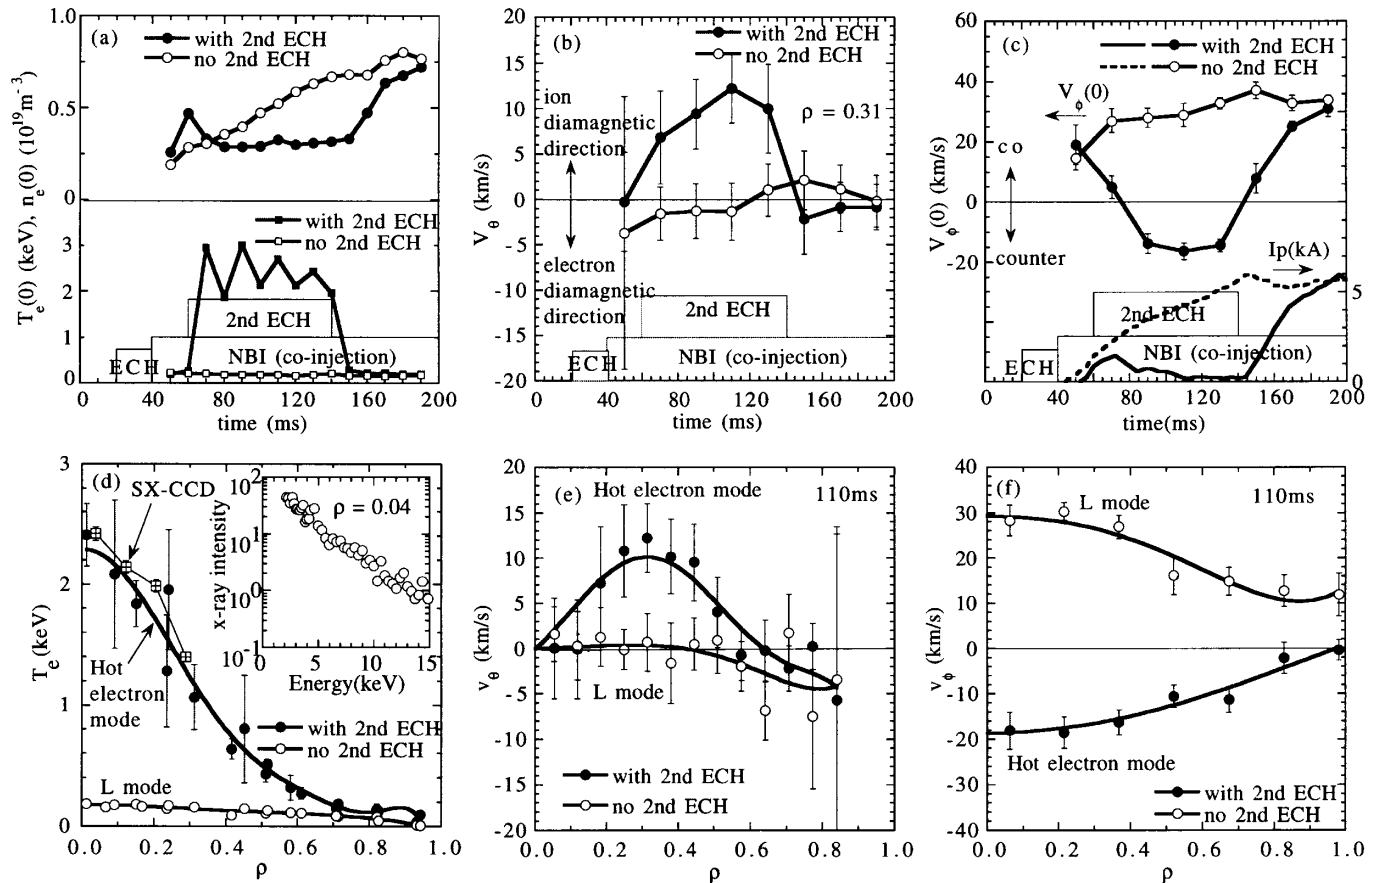 (a)
with 2nd ECH
no 2nd ECH
1.0
0.5
0
with 2nd ECH
no 2nd ECH
3
2
1
0
2nd ECH
ECH
NBI (co-injection)
0 40 80 120 160 200
time (ms)
T_e(0) (keV), n_e(0) (10^19 m^-3)
(b)
with 2nd ECH
no 2nd ECH
20
15
10
5
0
-5
-10
-15
-20
ion
diamagnetic
direction
ρ = 0.31
electron
diamagnetic
direction
2nd ECH
ECH
NBI (co-injection)
0 40 80 120 160 200
time (ms)
V_θ (km/s)
(c)
with 2nd ECH
no 2nd ECH
60
40
20
0
-20
V_ϕ(0)
co
counter
Ip(kA)
5
0
2nd ECH
ECH
NBI (co-injection)
0 40 80 120 160 200
time(ms)
V_ϕ(0) (km/s)
(d)
SX-CCD
3
2
1
0
Hot
electron
mode
L mode
with 2nd ECH
no 2nd ECH
10^2
10^1
10^0
10^-1
ρ = 0.04
x-ray intensity
0 5 10 15
Energy(keV)
0.0 0.2 0.4 0.6 0.8 1.0
ρ
T_e (keV)
(e)
Hot electron mode
110ms
20
15
10
5
0
-5
-10
-15
-20
L mode
with 2nd ECH
no 2nd ECH
0.0 0.2 0.4 0.6 0.8 1.0
ρ
v_θ (km/s)
(f)
110ms
L mode
40
30
20
10
0
-10
-20
-30
-40
Hot electron mode
with 2nd ECH
no 2nd ECH
0.0 0.2 0.4 0.6 0.8 1.0
ρ
v_ϕ (km/s)